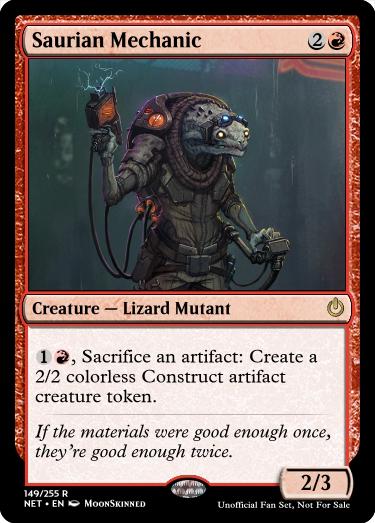 Saurian Mechanic 2
Creature — Lizard Mutant
1, Sacrifice an artifact: Create a
2/2 colorless Construct artifact
creature token.
If the materials were good enough once,
they're good enough twice.
2/3
149/255 R
NET • EN MoonSkinned
Unofficial Fan Set, Not For Sale